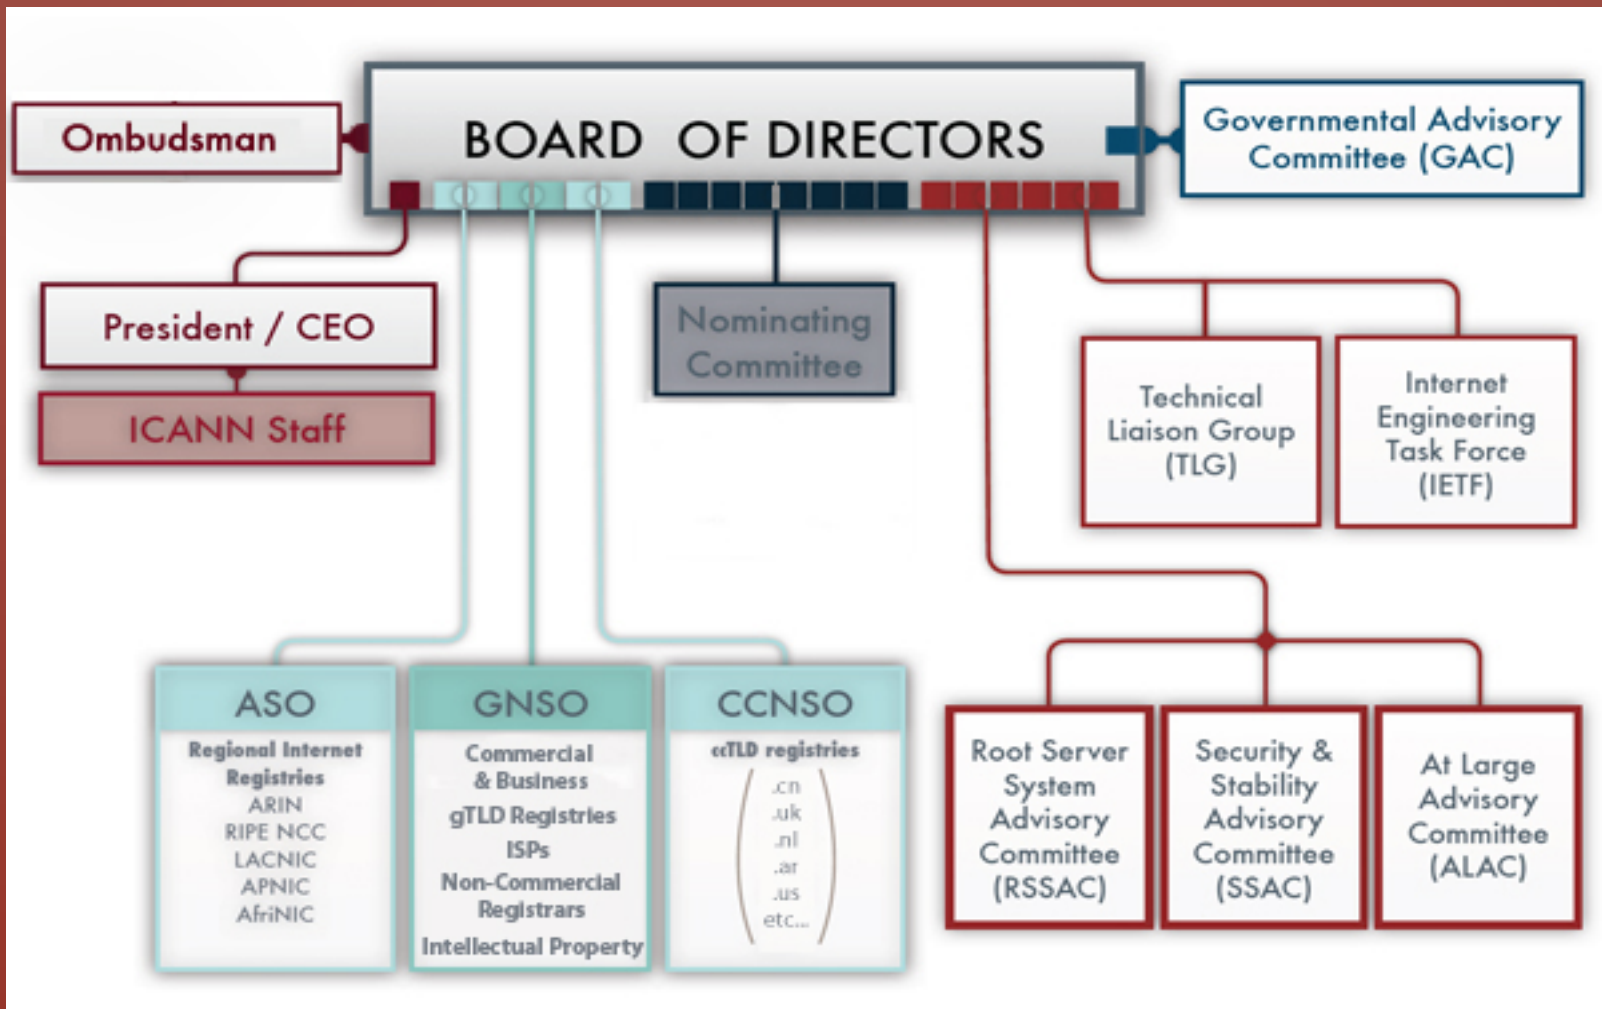 Ombudsman
BOARD OF DIRECTORS
Governmental Advisory
Committee (GAC)
President / CEO
ICANN Staff
Nominating
Committee
Technical
Liaison Group
(TLG)
Internet
Engineering
Task Force
(IETF)
ASO
Regional Internet
Registries
ARIN
RIPE NCC
LACNIC
APNIC
AfriNIC
GNSO
Commercial
& Business
gTLD Registries
ISPs
Non-Commercial
Registrars
Intellectual Property
CCNSO
ccTLD registries
.cn
.uk
.nl
.ar
.us
etc...
Root Server
System
Advisory
Committee
(RSSAC)
Security &
Stability
Advisory
Committee
(SSAC)
At Large
Advisory
Committee
(ALAC)